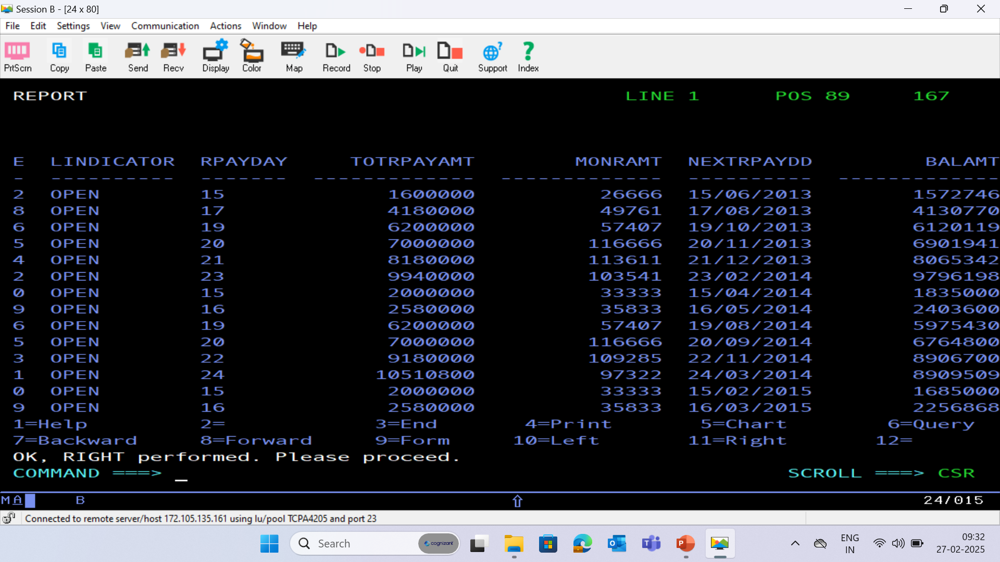 Session B - [24 x 80]
File Edit Settings View Communication Actions Window Help
PrtScrn Copy Paste Send Recv Display Color Map Record Stop Play Quit Support Index
REPORT LINE 1 POS 89 167
E LINDICATOR RPAYDAY TOTRPAYAMT MONRAMT NEXTRPAYDD BALAMT
- ---------- ------- ------------- ------------- ---------- -------------
2 OPEN 15 1600000 26666 15/06/2013 1572746
8 OPEN 17 4180000 49761 17/08/2013 4130770
6 OPEN 19 6200000 57407 19/10/2013 6120119
5 OPEN 20 7000000 116666 20/11/2013 6901941
4 OPEN 21 8180000 113611 21/12/2013 8065342
2 OPEN 23 9940000 103541 23/02/2014 9796198
0 OPEN 15 2000000 33333 15/04/2014 1835000
9 OPEN 16 2580000 35833 16/05/2014 2403600
6 OPEN 19 6200000 57407 19/08/2014 5975430
5 OPEN 20 7000000 116666 20/09/2014 6764800
3 OPEN 22 9180000 109285 22/11/2014 8906700
1 OPEN 24 10510800 97322 24/03/2014 8909509
0 OPEN 15 2000000 33333 15/02/2015 1685000
9 OPEN 16 2580000 35833 16/03/2015 2256868
1=Help 2= 3=End 4=Print 5=Chart 6=Query
7=Backward 8=Forward 9=Form 10=Left 11=Right 12=
OK, RIGHT performed. Please proceed.
COMMAND ===> _ SCROLL ===> CSR
MA B 24/015
Connected to remote server/host 172.105.135.161 using lu/pool TCPA4205 and port 23
Search cognizant ENG 09:32
IN 27-02-2025